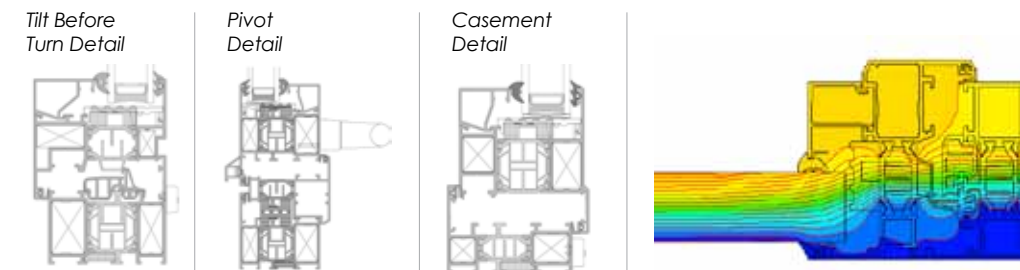 Tilt Before
Turn Detail
Pivot
Detail
Casement
Detail